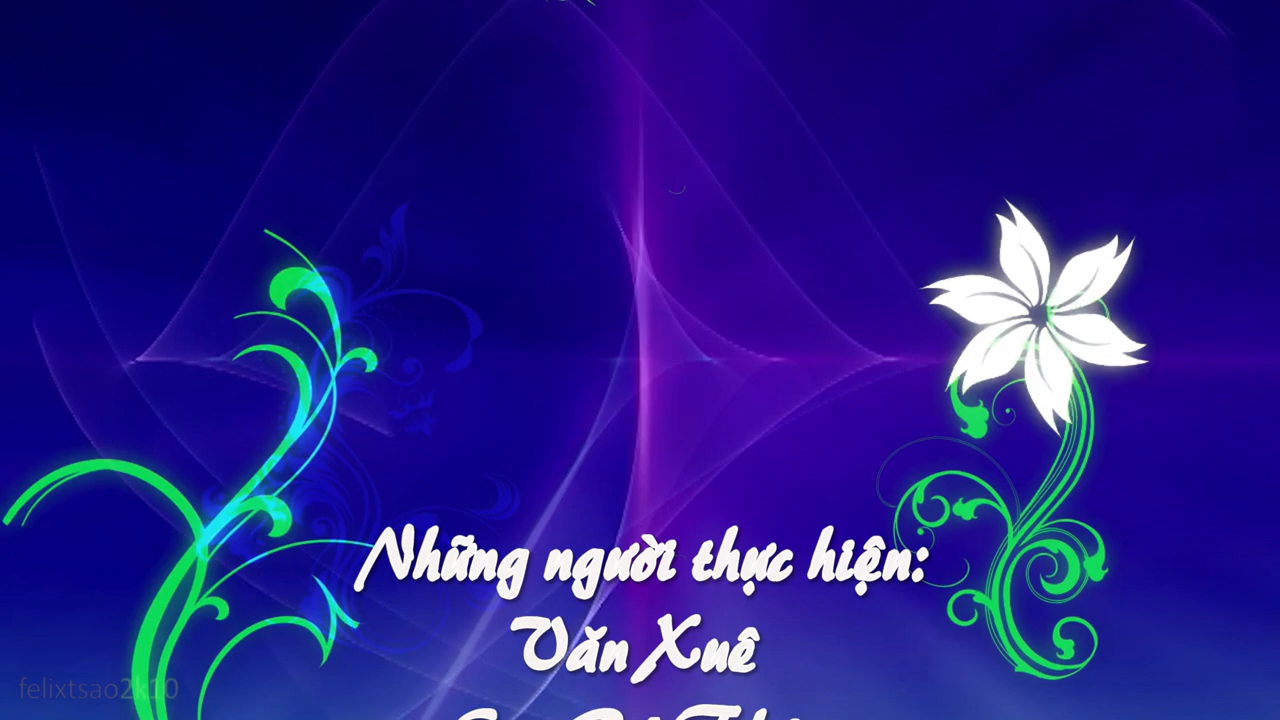 Những người thực hiện:
Văn Xuê
felixtsao2k10